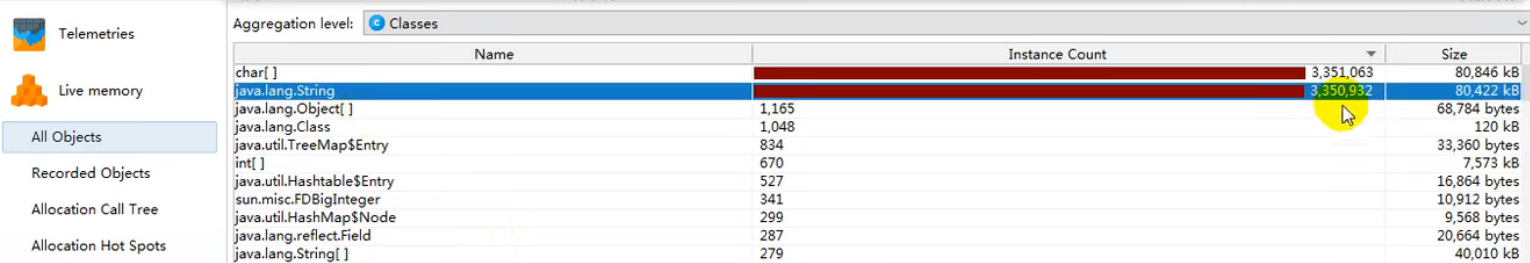 Telemetries
Live memory
All Objects
Recorded Objects
Allocation Call Tree
Allocation Hot Spots
Aggregation level: Classes
Name Instance Count Size
char[ ] 3,351,063 80,846 kB
java.lang.String 3,350,932 80,422 kB
java.lang.Object[ ] 1,165 68,784 bytes
java.lang.Class 1,048 120 kB
java.util.TreeMap$Entry 834 33,360 bytes
int[ ] 670 7,573 kB
java.util.Hashtable$Entry 527 16,864 bytes
sun.misc.FDBigInteger 341 10,912 bytes
java.util.HashMap$Node 299 9,568 bytes
java.lang.reflect.Field 287 20,664 bytes
java.lang.String[ ] 279 40,010 kB